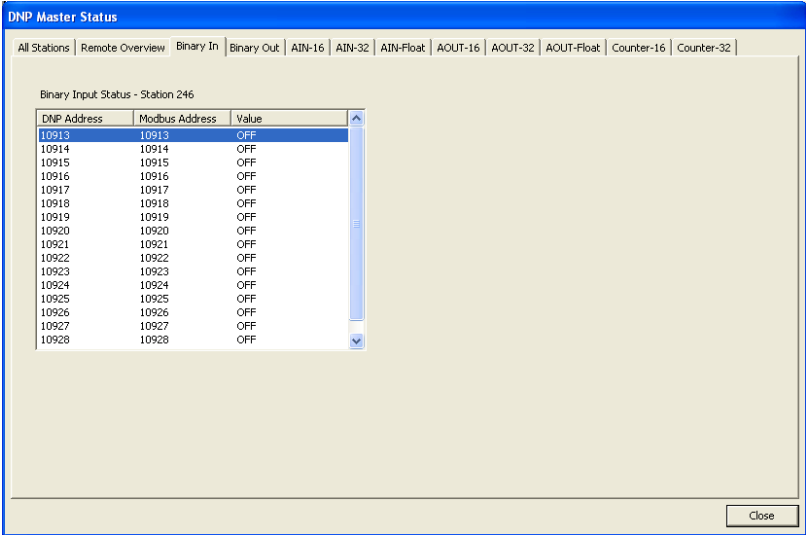 DNP Master Status
All Stations Remote Overview Binary In Binary Out AIN-16 AIN-32 AIN-Float AOUT-16 AOUT-32 AOUT-Float Counter-16 Counter-32
Binary Input Status - Station 246
DNP Address Modbus Address Value
10913 10913 OFF
10914 10914 OFF
10915 10915 OFF
10916 10916 OFF
10917 10917 OFF
10918 10918 OFF
10919 10919 OFF
10920 10920 OFF
10921 10921 OFF
10922 10922 OFF
10923 10923 OFF
10924 10924 OFF
10925 10925 OFF
10926 10926 OFF
10927 10927 OFF
10928 10928 OFF
Close